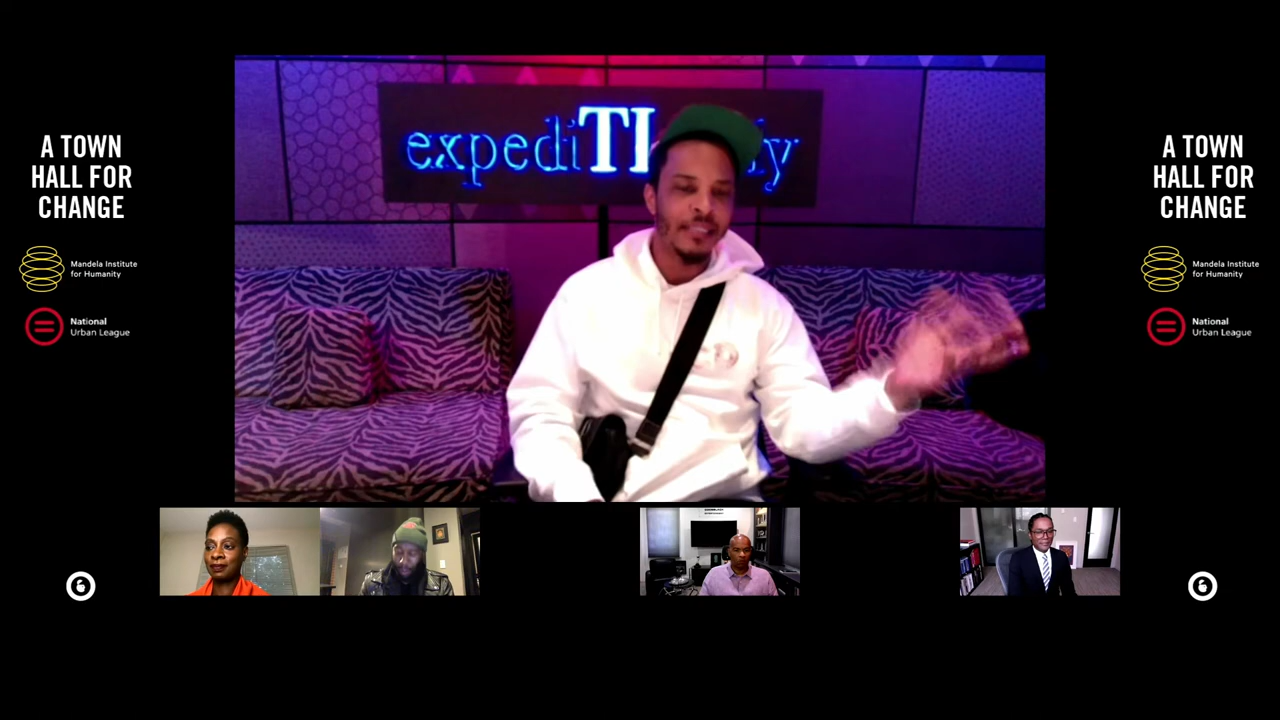 A TOWN
HALL FOR
CHANGE
Mandela Institute
for Humanity
National
Urban League
expediTI
ly
A TOWN
HALL FOR
CHANGE
Mandela Institute
for Humanity
National
Urban League